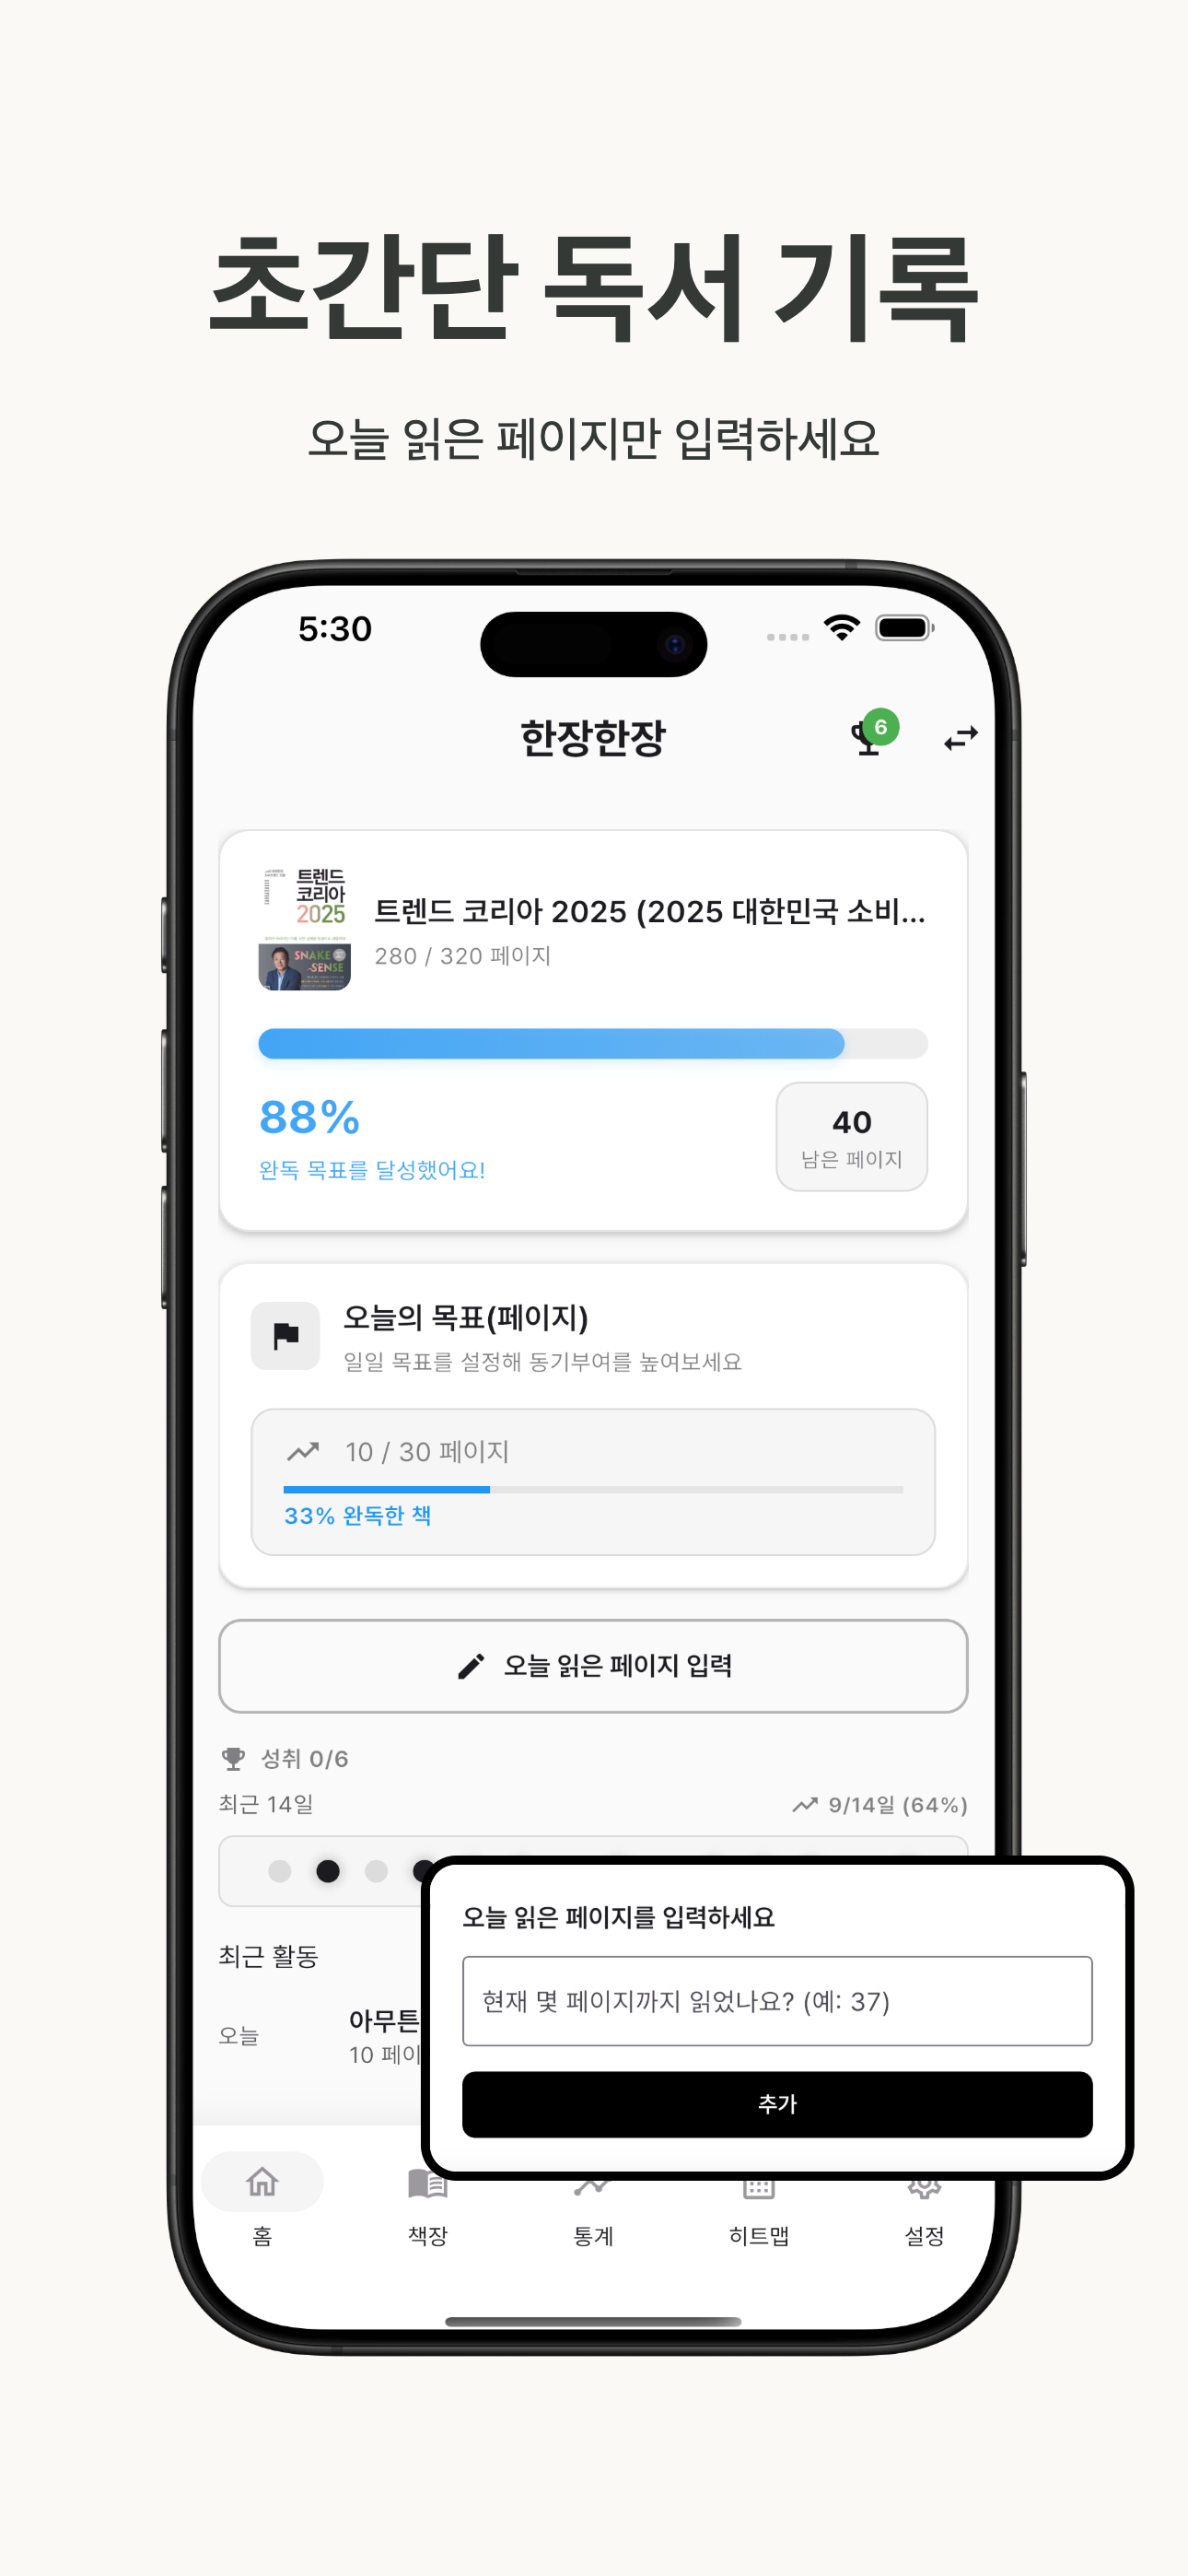 초간단 독서 기록
오늘 읽은 페이지만 입력하세요
5:30
한장한장
6
트렌드
코리아
2025
SNAKE
SENSE
트렌드 코리아 2025 (2025 대한민국 소비...
280 / 320 페이지
88%
완독 목표를 달성했어요!
40
남은 페이지
오늘의 목표(페이지)
일일 목표를 설정해 동기부여를 높여보세요
10 / 30 페이지
33% 완독한 책
오늘 읽은 페이지 입력
성취 0/6
최근 14일
9/14일 (64%)
오늘 읽은 페이지를 입력하세요
현재 몇 페이지까지 읽었나요? (예: 37)
추가
최근 활동
오늘
아무튼
10 페이
홈
책장
통계
히트맵
설정